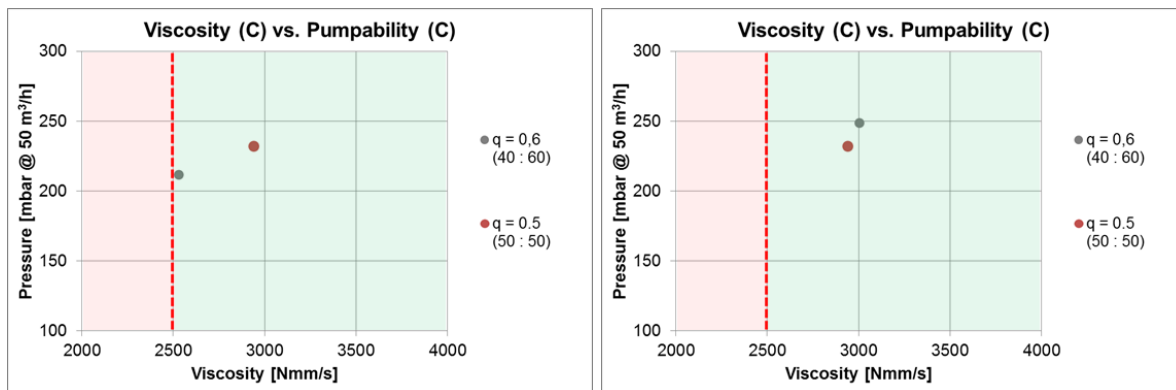 Viscosity (C) vs. Pumpability (C)
300
250
200
150
100
Pressure [mbar @ 50 m³/h]
2000
2500
3000
3500
4000
Viscosity [Nmm/s]
q = 0,6
(40 : 60)
q = 0.5
(50 : 50)
Viscosity (C) vs. Pumpability (C)
300
250
200
150
100
Pressure [mbar @ 50 m³/h]
2000
2500
3000
3500
4000
Viscosity [Nmm/s]
q = 0,6
(40 : 60)
q = 0.5
(50 : 50)